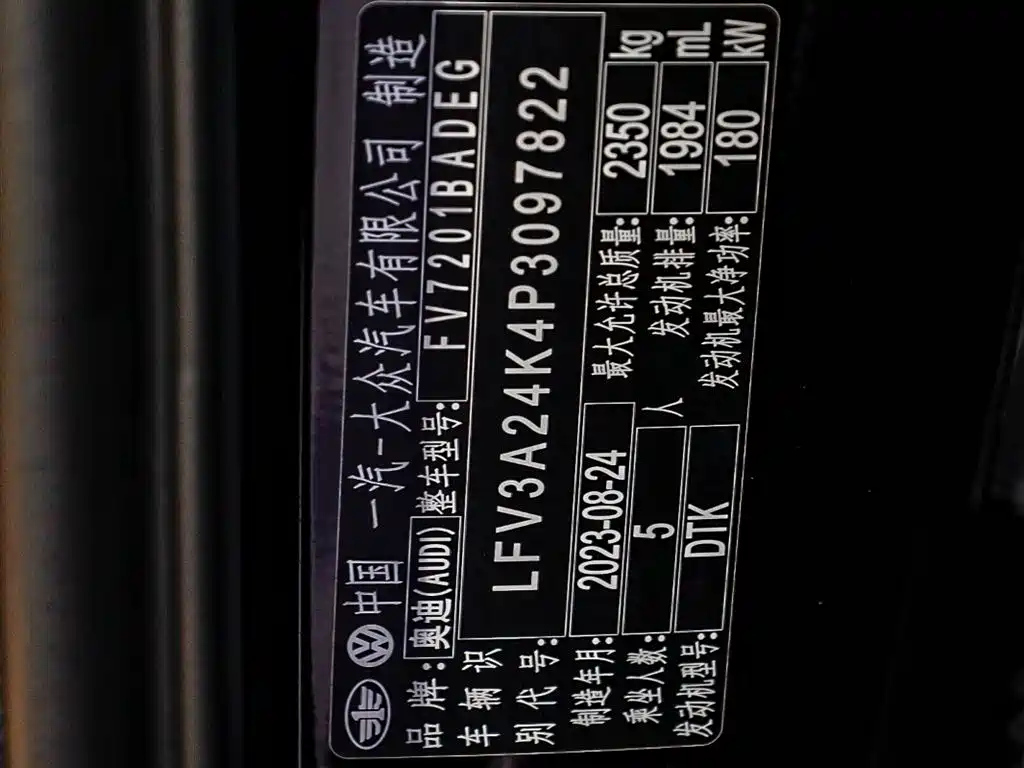 中国 一汽-大众汽车有限公司 制造
品牌: 奥迪(AUDI) 整车型号: FV7201BADEG
车辆识别代号: LFV3A24K4P3097822
制造年月: 2023-08-24 最大允许总质量: 2350 kg
乘坐人数: 5 人 发动机排量: 1984 mL
发动机型号: DTK 发动机最大净功率: 180 kW